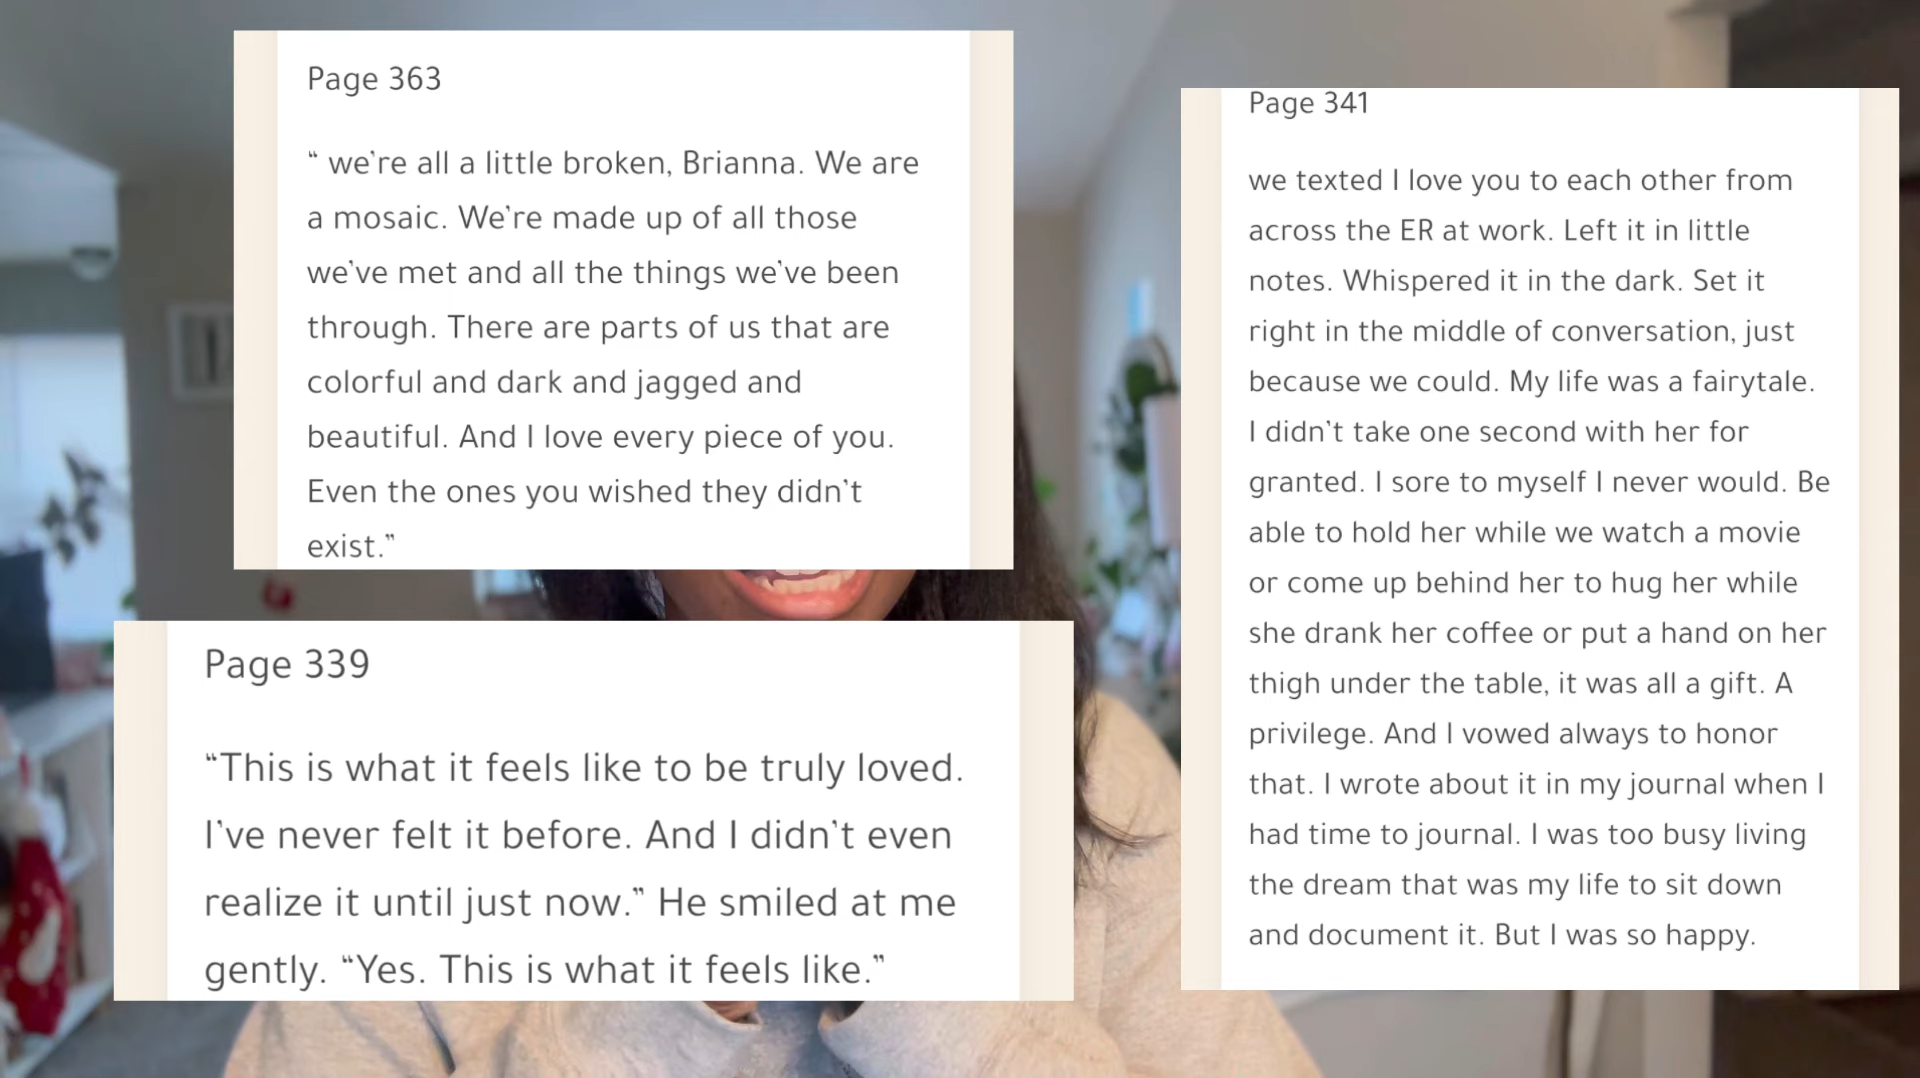 Page 363
“ we’re all a little broken, Brianna. We are
a mosaic. We’re made up of all those
we’ve met and all the things we’ve been
through. There are parts of us that are
colorful and dark and jagged and
beautiful. And I love every piece of you.
Even the ones you wished they didn’t
exist.”
Page 339
“This is what it feels like to be truly loved.
I’ve never felt it before. And I didn’t even
realize it until just now.” He smiled at me
gently. “Yes. This is what it feels like.”
Page 341
we texted I love you to each other from
across the ER at work. Left it in little
notes. Whispered it in the dark. Set it
right in the middle of conversation, just
because we could. My life was a fairytale.
I didn’t take one second with her for
granted. I sore to myself I never would. Be
able to hold her while we watch a movie
or come up behind her to hug her while
she drank her coffee or put a hand on her
thigh under the table, it was all a gift. A
privilege. And I vowed always to honor
that. I wrote about it in my journal when I
had time to journal. I was too busy living
the dream that was my life to sit down
and document it. But I was so happy.